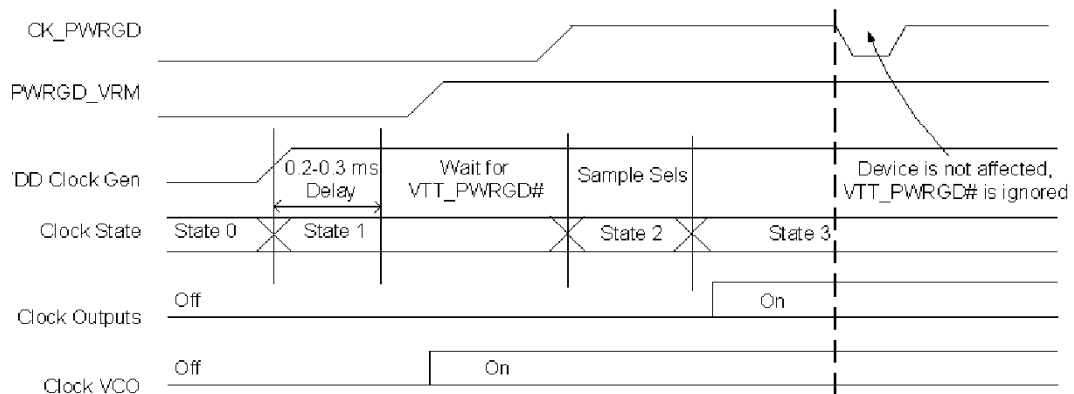 CK_PWRGD
PWRGD_VRM
DD Clock Gen
0.2-0.3 ms
Delay
Wait for
VTT_PWRGD#
Sample Sels
Device is not affected,
VTT_PWRGD# is ignored
Clock State
State 0
State 1
State 2
State 3
Clock Outputs
Off
On
Clock VCO
Off
On